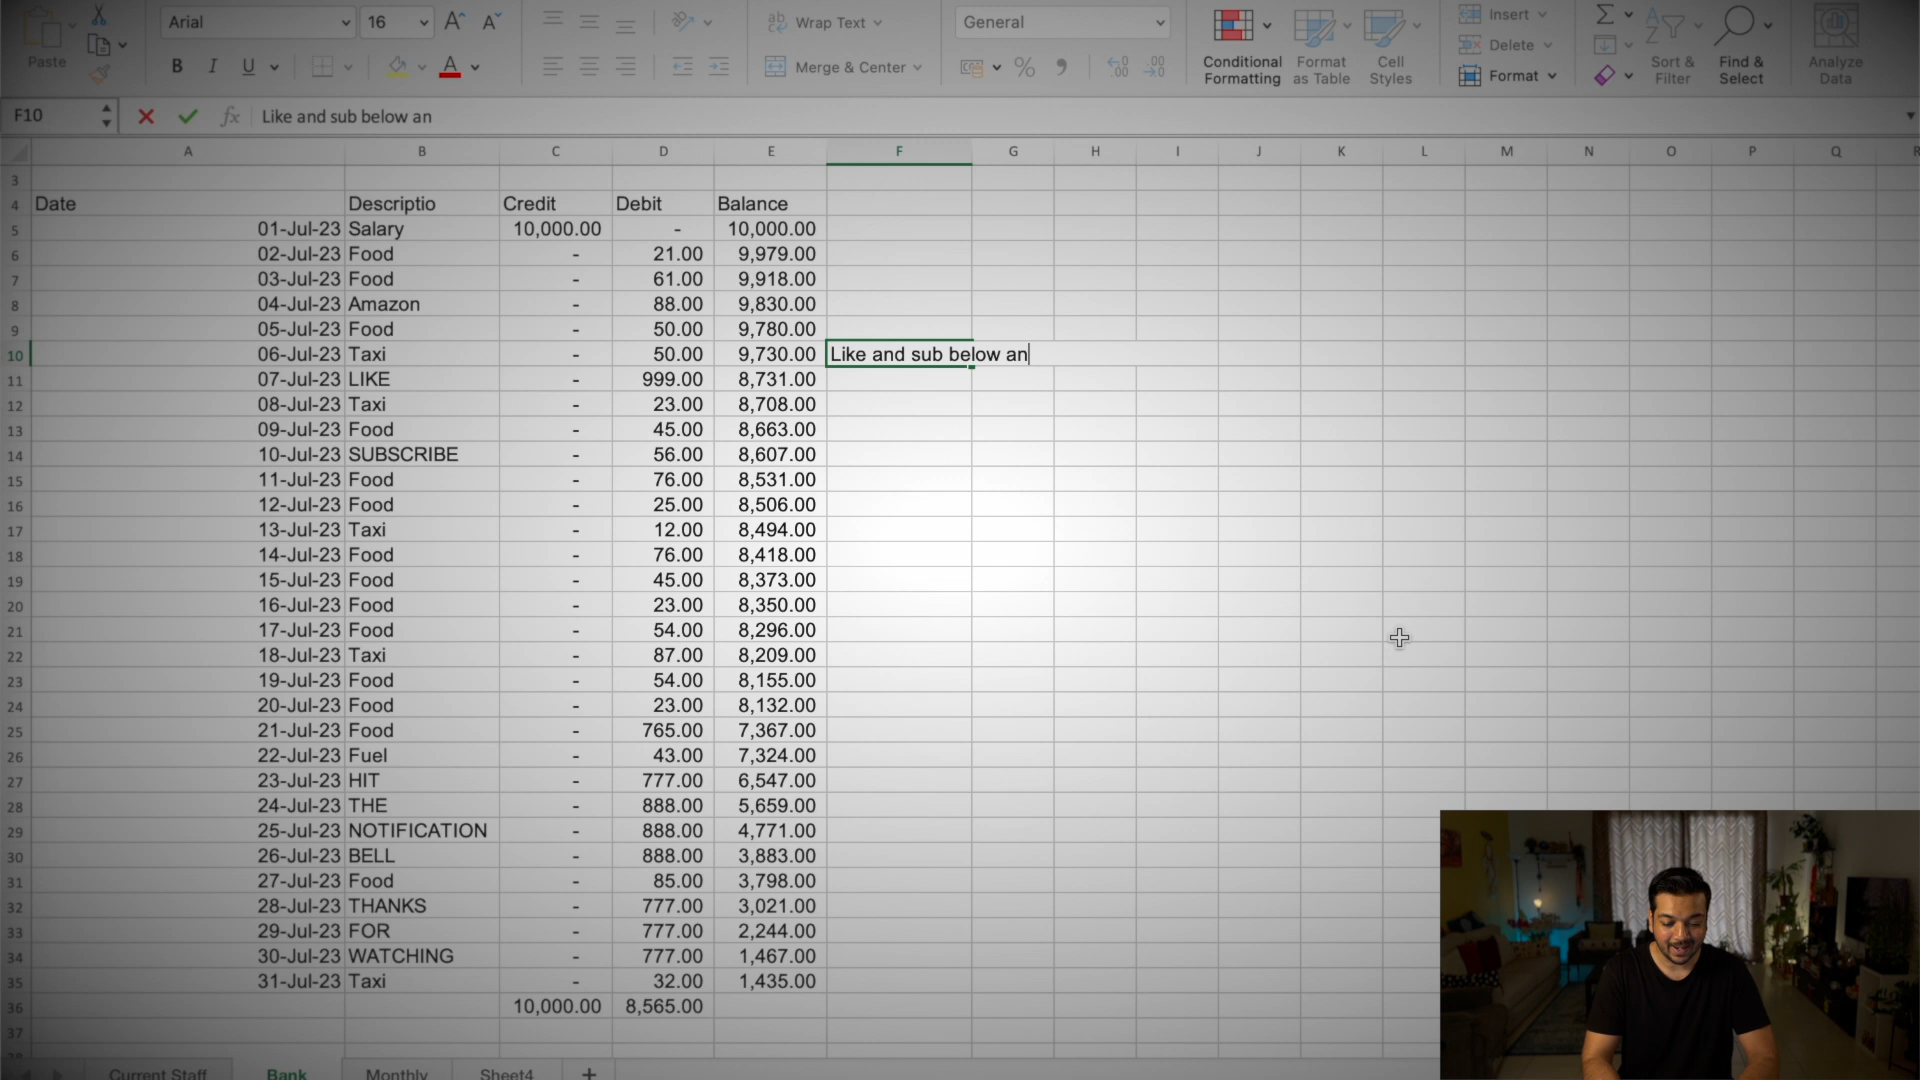 Arial 16 Wrap Text General Insert
Paste B I U Merge & Center Conditional Formatting Format as Table Cell Styles Delete Format Sort & Filter Find & Select Analyze Data
F10 fx Like and sub below an
A B C D E F G H I J K L M N O P Q R
3
4 Date Descriptio Credit Debit Balance
5 01-Jul-23 Salary 10,000.00 - 10,000.00
6 02-Jul-23 Food - 21.00 9,979.00
7 03-Jul-23 Food - 61.00 9,918.00
8 04-Jul-23 Amazon - 88.00 9,830.00
9 05-Jul-23 Food - 50.00 9,780.00
10 06-Jul-23 Taxi - 50.00 9,730.00 Like and sub below an
11 07-Jul-23 LIKE - 999.00 8,731.00
12 08-Jul-23 Taxi - 23.00 8,708.00
13 09-Jul-23 Food - 45.00 8,663.00
14 10-Jul-23 SUBSCRIBE - 56.00 8,607.00
15 11-Jul-23 Food - 76.00 8,531.00
16 12-Jul-23 Food - 25.00 8,506.00
17 13-Jul-23 Taxi - 12.00 8,494.00
18 14-Jul-23 Food - 76.00 8,418.00
19 15-Jul-23 Food - 45.00 8,373.00
20 16-Jul-23 Food - 23.00 8,350.00
21 17-Jul-23 Food - 54.00 8,296.00
22 18-Jul-23 Taxi - 87.00 8,209.00
23 19-Jul-23 Food - 54.00 8,155.00
24 20-Jul-23 Food - 23.00 8,132.00
25 21-Jul-23 Food - 765.00 7,367.00
26 22-Jul-23 Fuel - 43.00 7,324.00
27 23-Jul-23 HIT - 777.00 6,547.00
28 24-Jul-23 THE - 888.00 5,659.00
29 25-Jul-23 NOTIFICATION - 888.00 4,771.00
30 26-Jul-23 BELL - 888.00 3,883.00
31 27-Jul-23 Food - 85.00 3,798.00
32 28-Jul-23 THANKS - 777.00 3,021.00
33 29-Jul-23 FOR - 777.00 2,244.00
34 30-Jul-23 WATCHING - 777.00 1,467.00
35 31-Jul-23 Taxi - 32.00 1,435.00
36 10,000.00 8,565.00
37
38
Current Staff Bank Monthly Sheet4 +